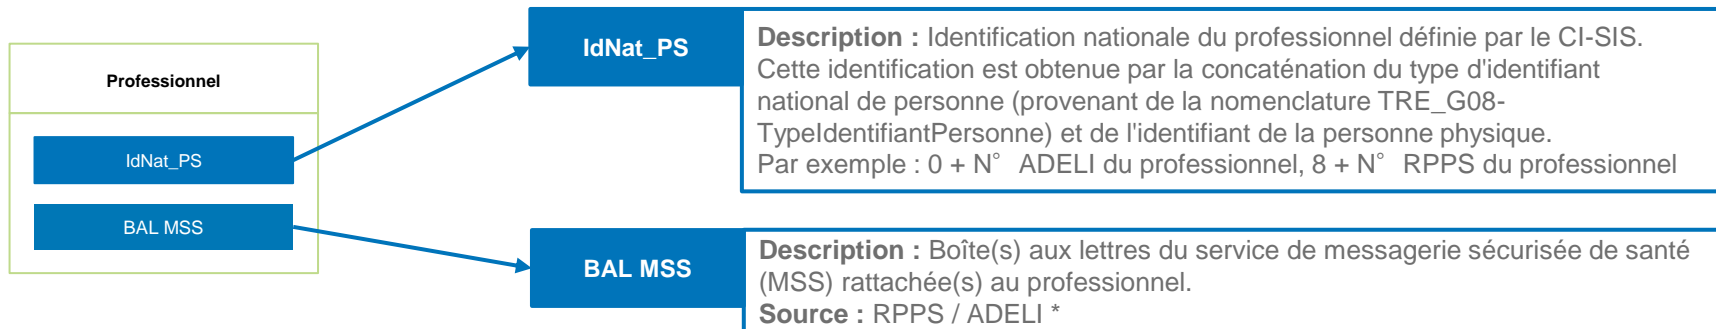 Professionnel
IdNat_PS
BAL MSS
IdNat_PS
Description : Identification nationale du professionnel définie par le CI-SIS.
Cette identification est obtenue par la concaténation du type d'identifiant
national de personne (provenant de la nomenclature TRE_G08-
TypeIdentifiantPersonne) et de l'identifiant de la personne physique.
Par exemple : 0 + N° ADELI du professionnel, 8 + N° RPPS du professionnel
BAL MSS
Description : Boîte(s) aux lettres du service de messagerie sécurisée de santé
(MSS) rattachée(s) au professionnel.
Source : RPPS / ADELI *